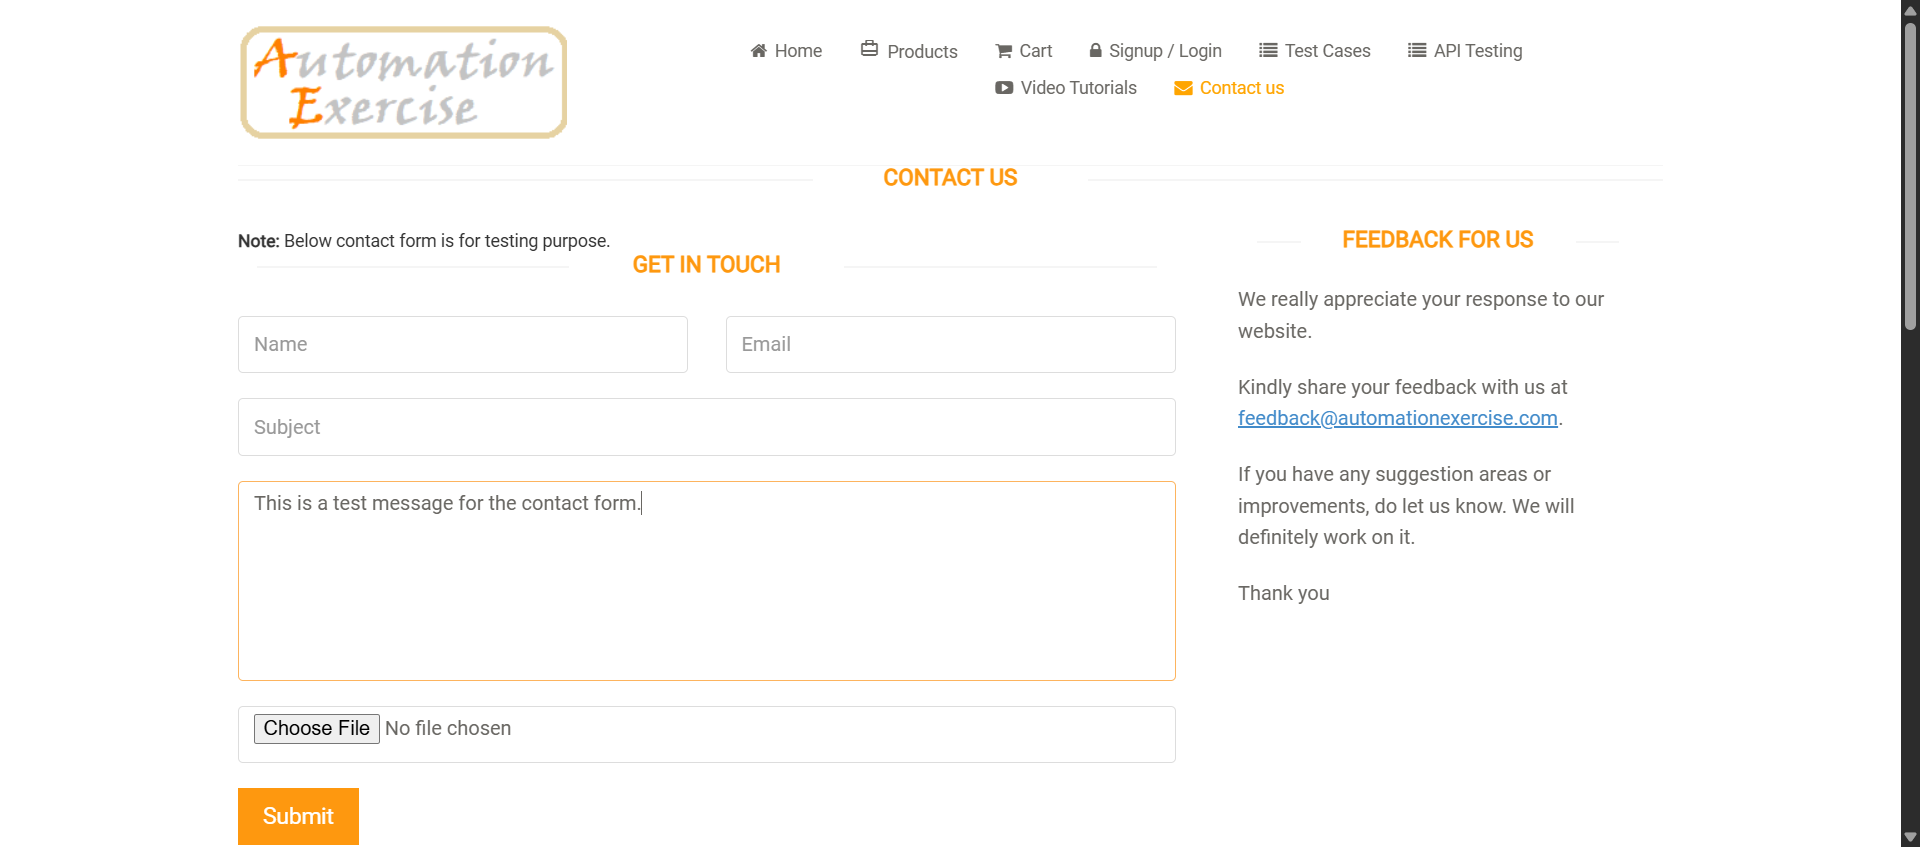 Automation
Exercise
Home
Products
Cart
Signup / Login
Test Cases
API Testing
Video Tutorials
Contact us
CONTACT US
Note: Below contact form is for testing purpose.
GET IN TOUCH
Name
Email
Subject
This is a test message for the contact form.
Choose File No file chosen
Submit
FEEDBACK FOR US
We really appreciate your response to our
website.
Kindly share your feedback with us at
feedback@automationexercise.com.
If you have any suggestion areas or
improvements, do let us know. We will
definitely work on it.
Thank you